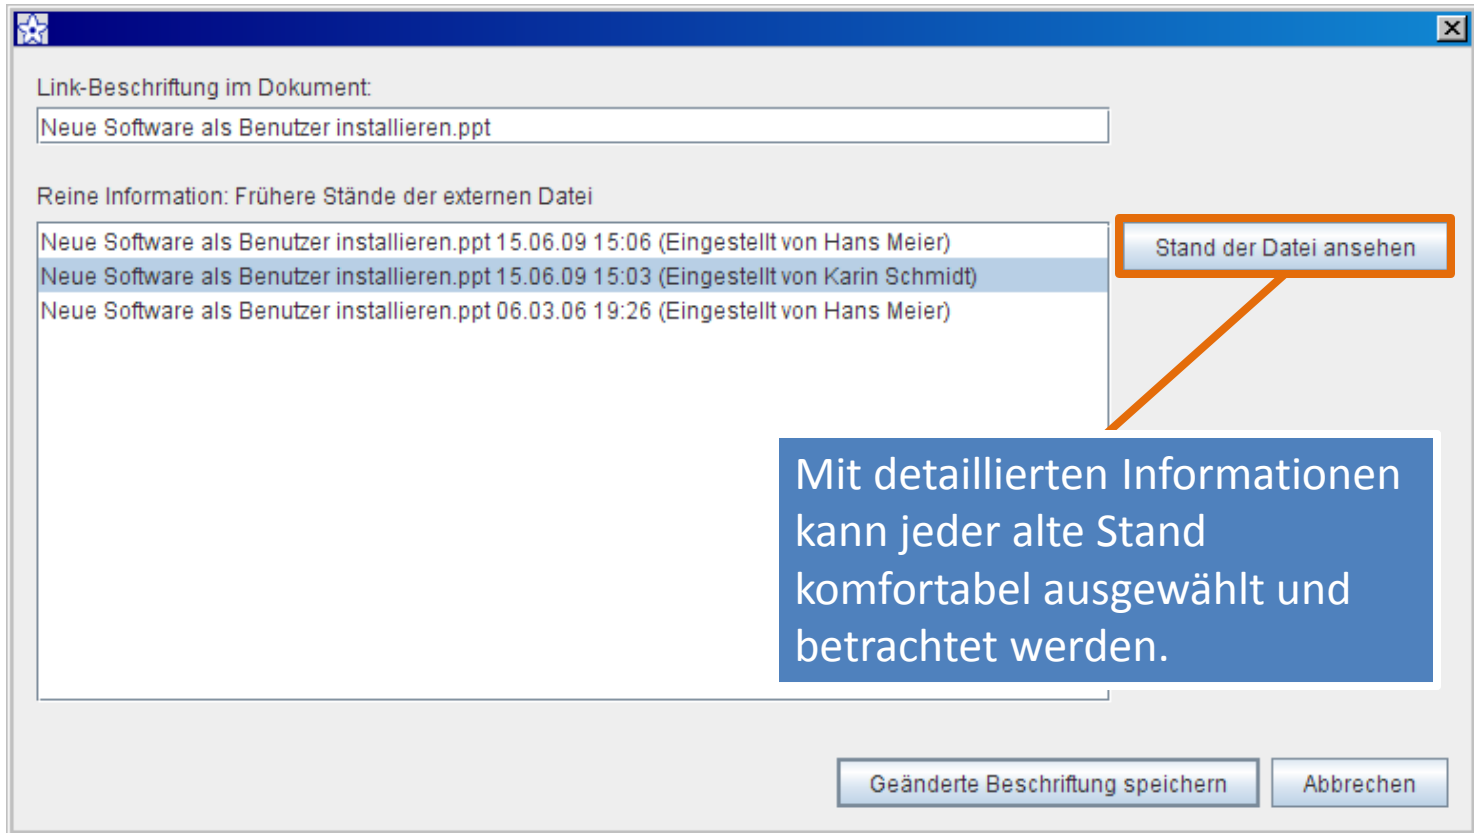 Link-Beschriftung im Dokument:
Neue Software als Benutzer installieren.ppt
Reine Information: Frühere Stände der externen Datei
Neue Software als Benutzer installieren.ppt 15.06.09 15:06 (Eingestellt von Hans Meier)
Neue Software als Benutzer installieren.ppt 15.06.09 15:03 (Eingestellt von Karin Schmidt)
Neue Software als Benutzer installieren.ppt 06.03.06 19:26 (Eingestellt von Hans Meier)
Stand der Datei ansehen
Mit detaillierten Informationen
kann jeder alte Stand
komfortabel ausgewählt und
betrachtet werden.
Geänderte Beschriftung speichern
Abbrechen